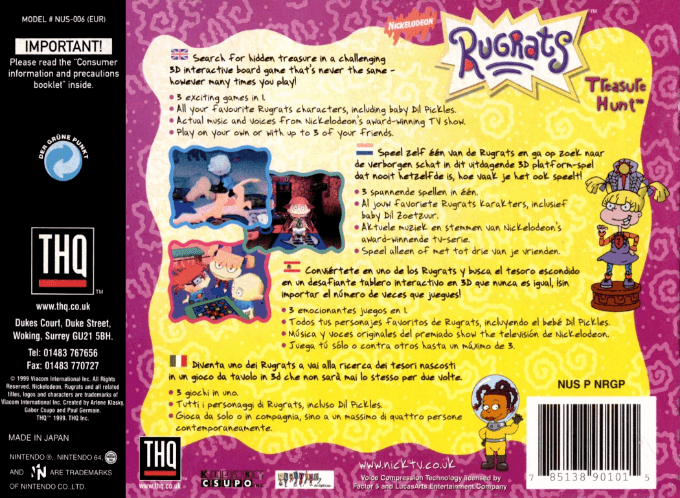 MODEL # NUS-006 (EUR)
IMPORTANT!
Please read the "Consumer
information and precautions
booklet" inside.
DER GRÜNE PUNKT
THQ
INTERNATIONAL
TM
www.thq.co.uk
Dukes Court, Duke Street,
Woking, Surrey GU21 5BH.
Tel: 01483 767656
Fax: 01483 770727
© 1999 Viacom International Inc. All Rights
Reserved. Nickelodeon, Rugrats and all related
titles, logos and characters are trademarks of
Viacom International Inc. Created by Arlene Klasky,
Gabor Csupo and Paul Germain.
THQ™ 1999, THQ Inc.
MADE IN JAPAN
NINTENDO ®, NINTENDO 64,
AND N ARE TRADEMARKS
OF NINTENDO CO.,LTD.
NICKELODEON
RUGRATS
TM
Treasure
Hunt™
Search for hidden treasure in a challenging
3D interactive board game that's never the same -
however many times you play!
• 3 exciting games in 1.
• All your favourite Rugrats characters, including baby Dil Pickles.
• Actual music and voices from Nickelodeon's award-winning TV show.
• Play on your own or with up to 3 of your friends.
Speel zelf één van de Rugrats en ga op zoek naar
de verborgen schat in dit uitdagende 3D platform-spel
dat nooit hetzelfde is, hoe vaak je het ook speelt!
• 3 spannende spellen in één.
• Al jouw favoriete Rugrats karakters, inclusief
baby Dil Zoetzuur.
• Aktuele muziek en stemmen van Nickelodeon's
award-winnende tv-serie.
• Speel alleen of met tot drie van je vrienden.
Conviértete en uno de los Rugrats y busca el tesoro escondido
en un desafiante tablero interactivo en 3D que nunca es igual, ¡sin
importar el número de veces que juegues!
• 3 emocionantes juegos en 1.
• Todos tus personajes favoritos de Rugrats, incluyendo el bebé Dil Pickles.
• Música y voces originales del premiado show the televisión de Nickelodeon.
• Juega tú sólo o contra otros hasta un máximo de 3.
Diventa uno dei Rugrats a vai alla ricerca dei tesori nascosti
in un gioco da tavolo in 3d che non sarà mai lo stesso per due volte.
• 3 giochi in uno.
• Tutti i personaggi di Rugrats, incluso Dil Pickles.
• Gioca da solo o in compagnia, sino a un massimo di quattro persone
contemporaneamente.
NUS P NRGP
THQ
www.thq.co.uk
KLASKY
CSUPO INC
www.nicktv.co.uk
Voice Compression Technology licensed by
Factor 5 and LucasArts Entertainment Company
7 85138 90101 5